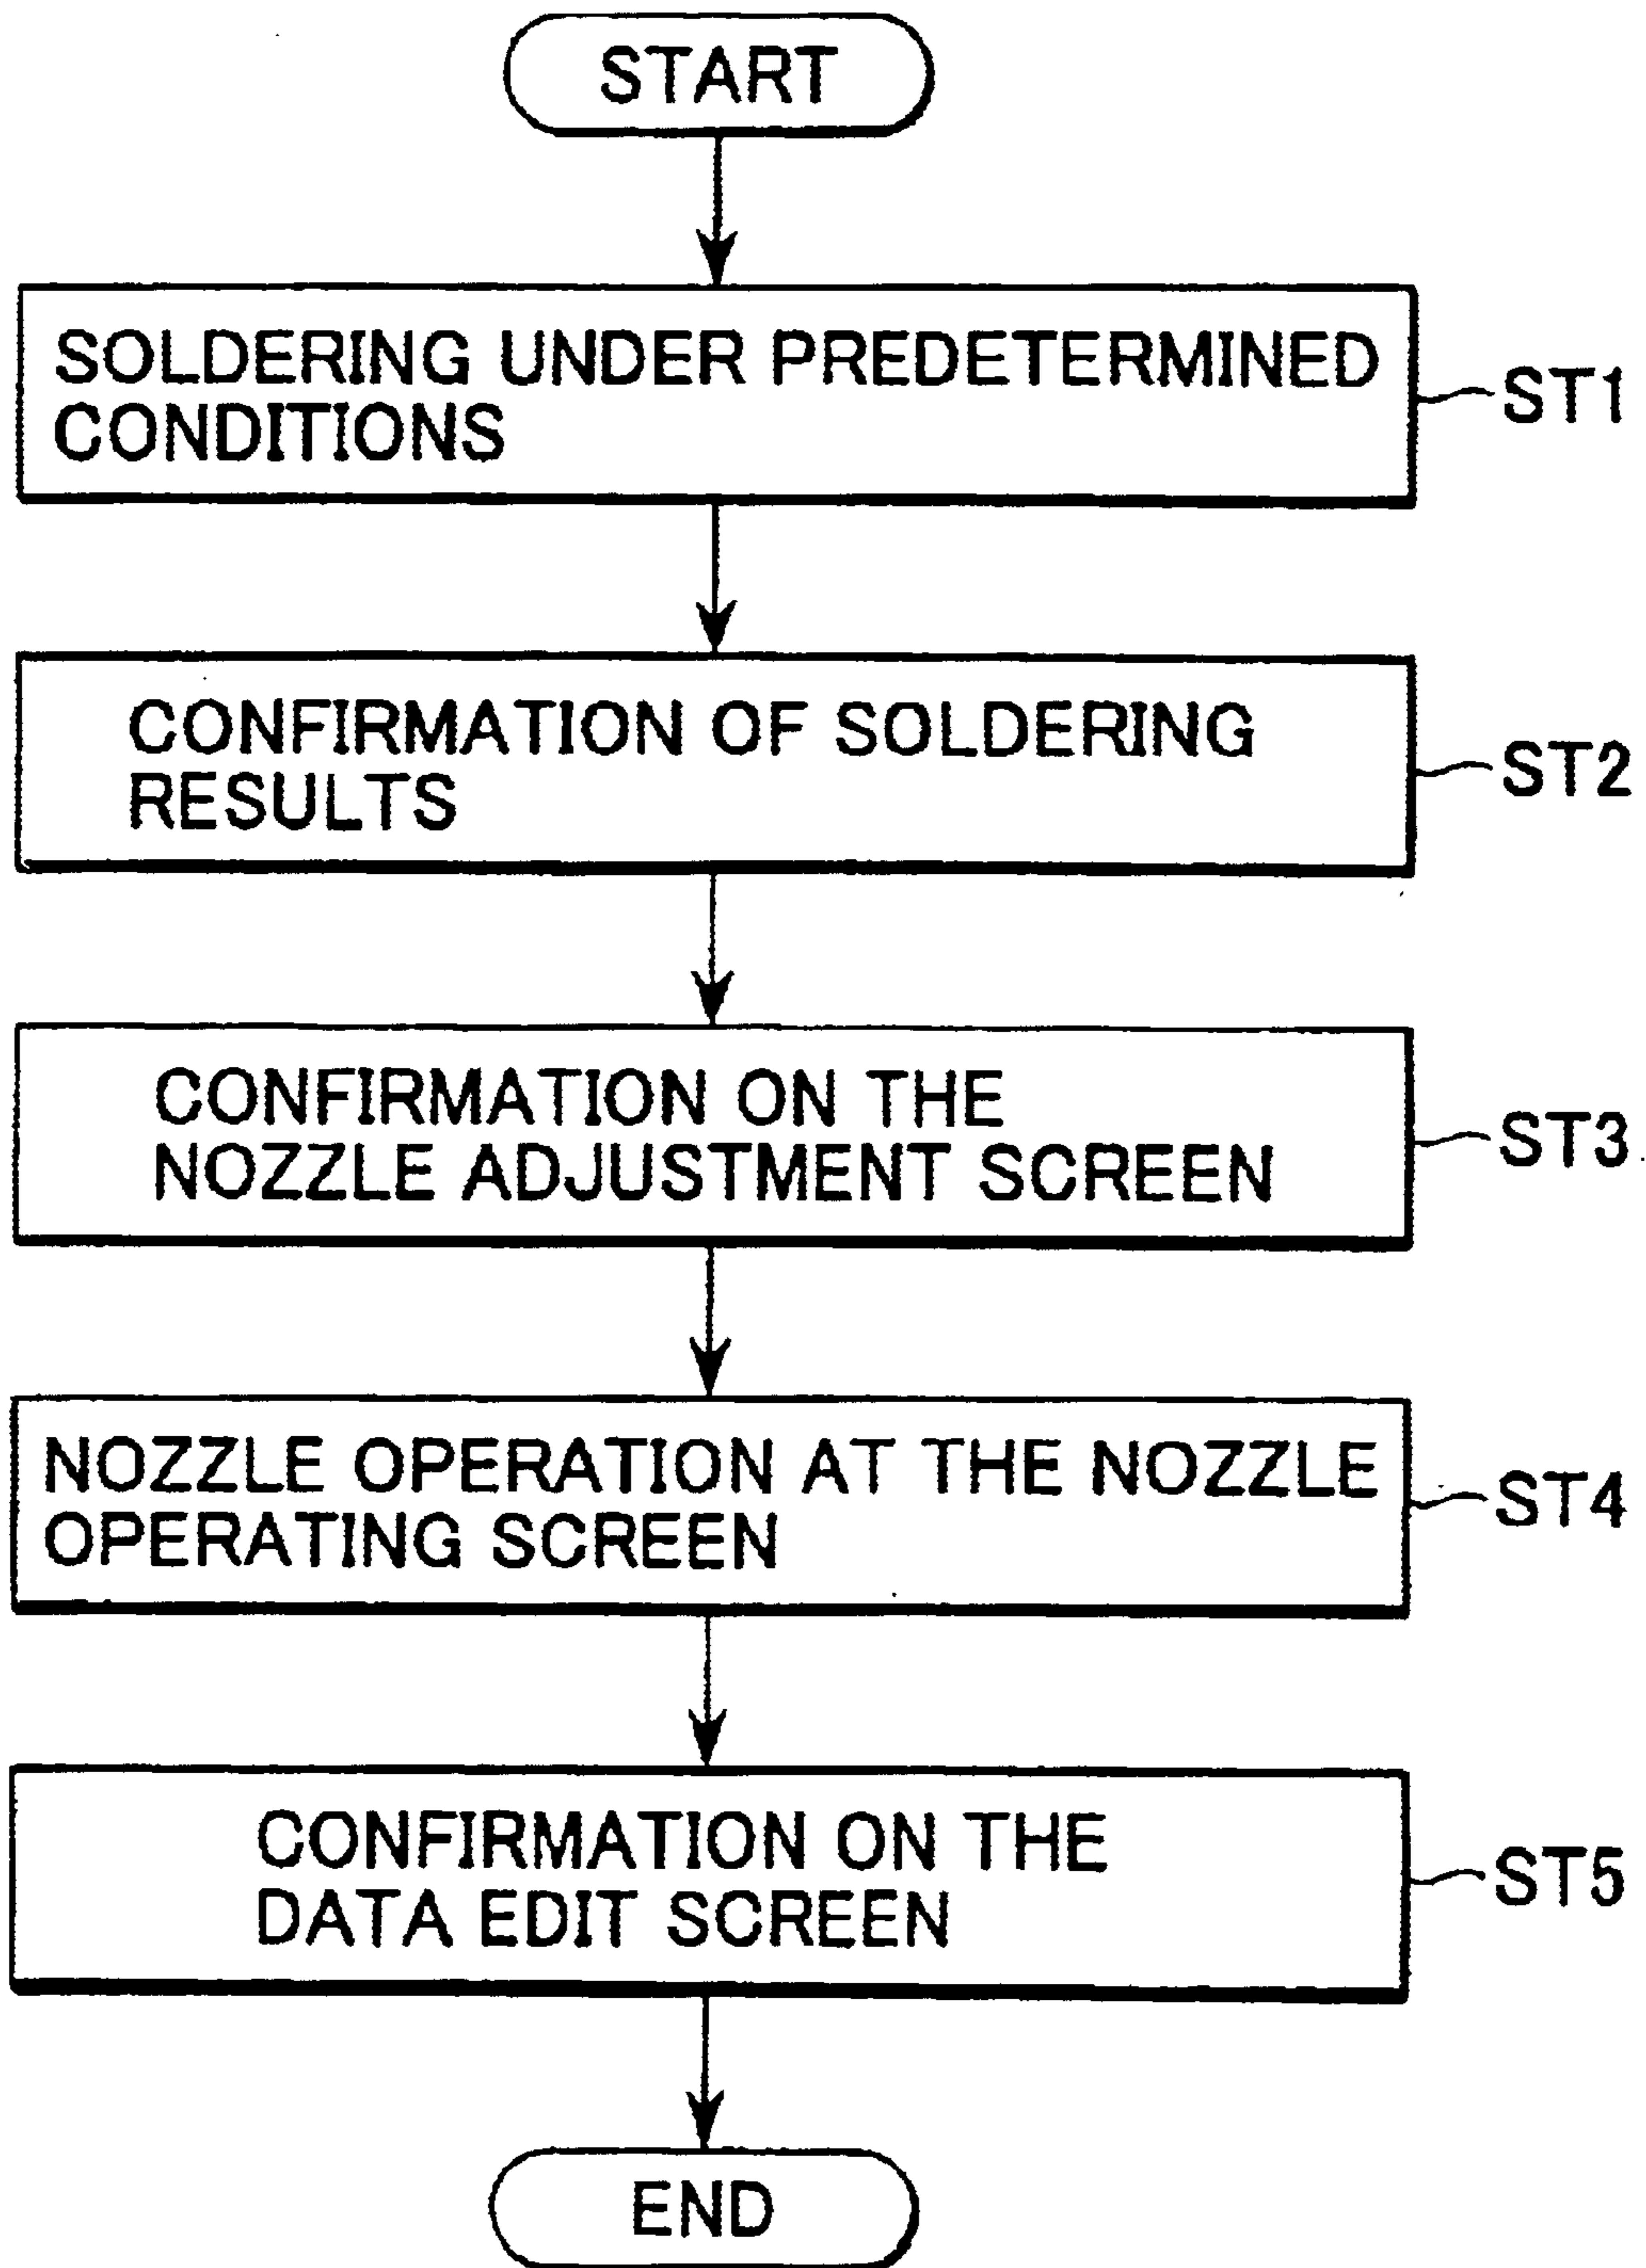 START
SOLDERING UNDER PREDETERMINED
CONDITIONS
ST1
CONFIRMATION OF SOLDERING
RESULTS
ST2
CONFIRMATION ON THE
NOZZLE ADJUSTMENT SCREEN
ST3
NOZZLE OPERATION AT THE NOZZLE
OPERATING SCREEN
ST4
CONFIRMATION ON THE
DATA EDIT SCREEN
ST5
END